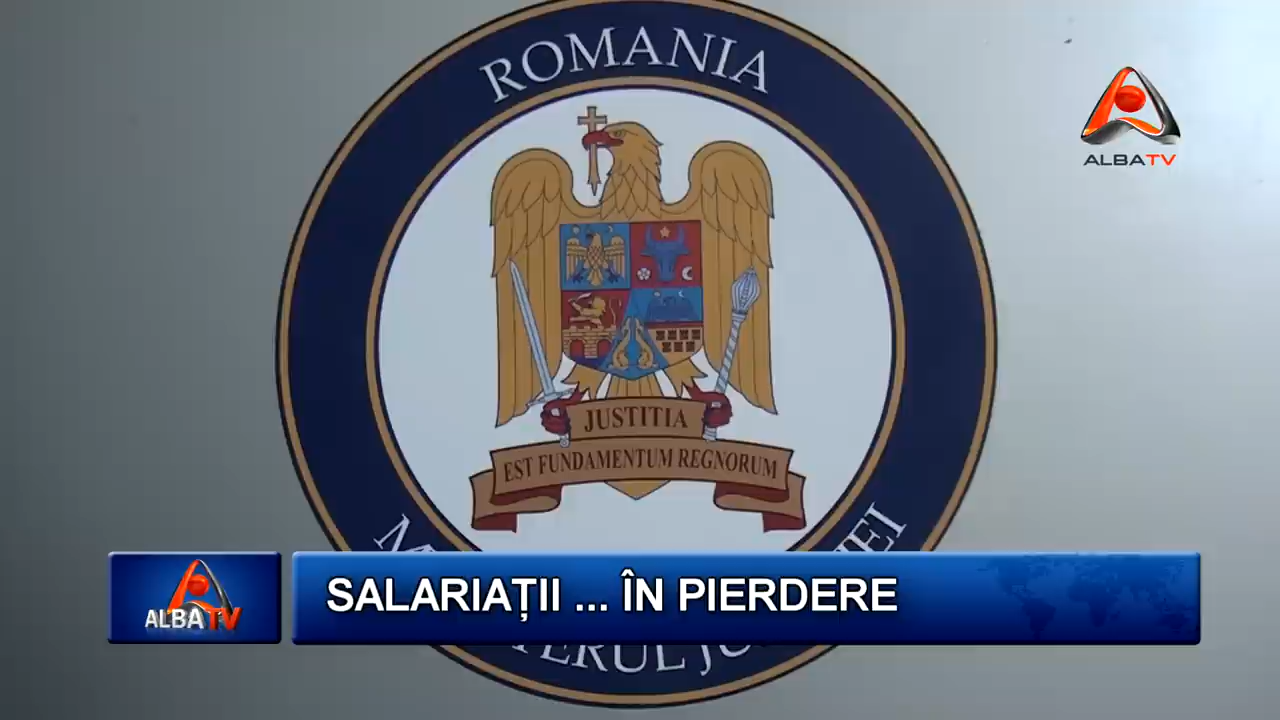 ROMANIA
ALBATV
JUSTITIA
EST FUNDAMENTUM REGNORUM
ALBATV
SALARIAȚII ... ÎN PIERDERE